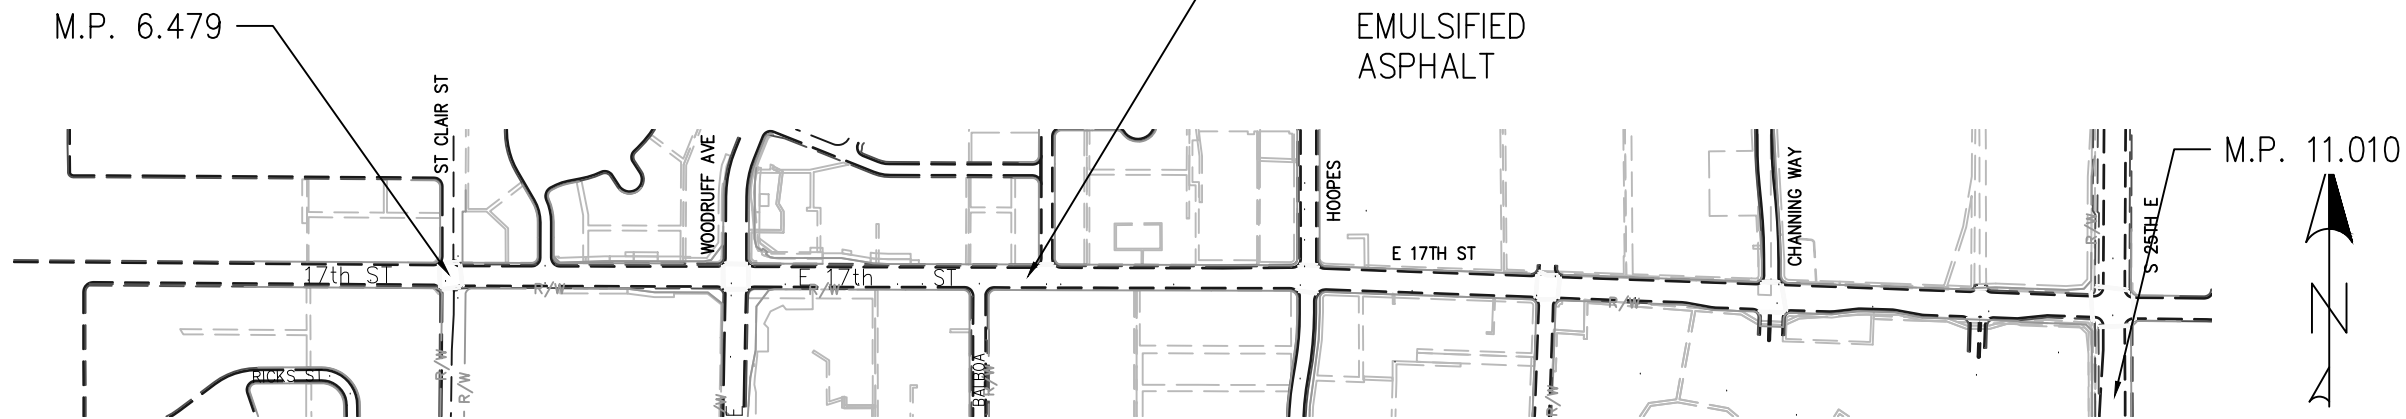 M.P. 6.479
EMULSIFIED
ASPHALT
ST CLAIR ST
WOODRUFF AVE
HOOPES
CHANNING WAY
M.P. 11.010
S 25TH E
R/W
E 17TH ST
17th ST
E 17th ST
R/W
R/W
R/W
R/W
R/W
RICKS ST
BALBOA
R/W
R/W
E
N